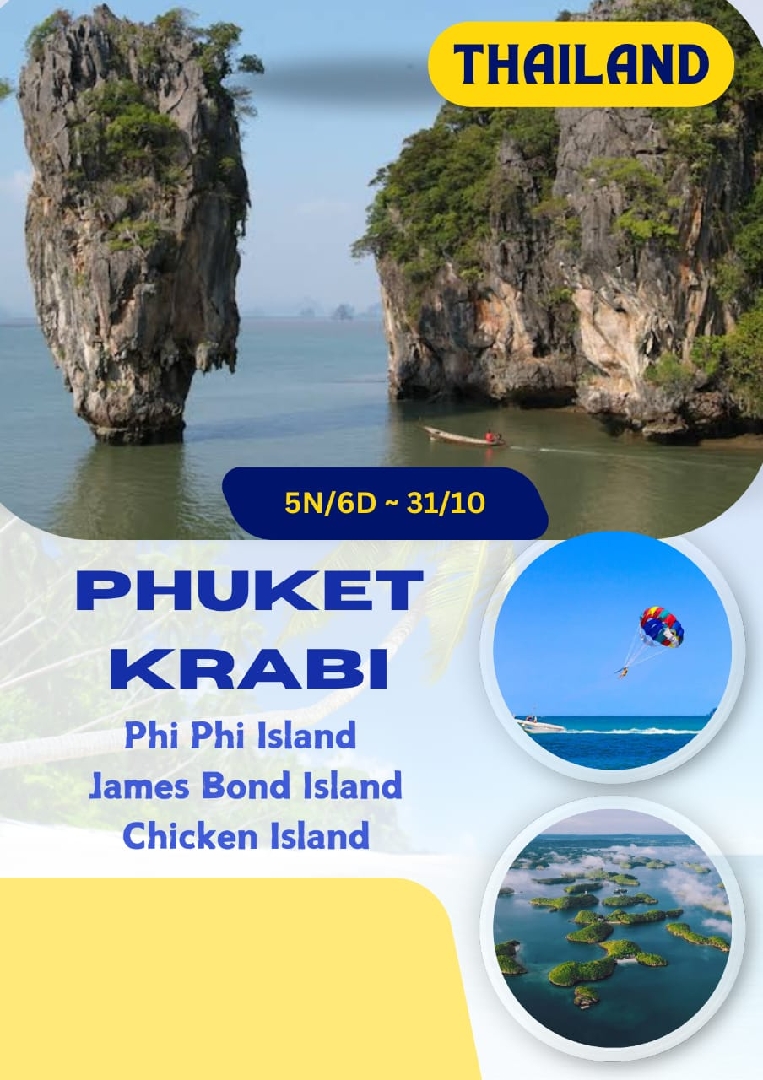 THAILAND
5N/6D ~ 31/10
PHUKET
KRABI
Phi Phi Island
James Bond Island
Chicken Island